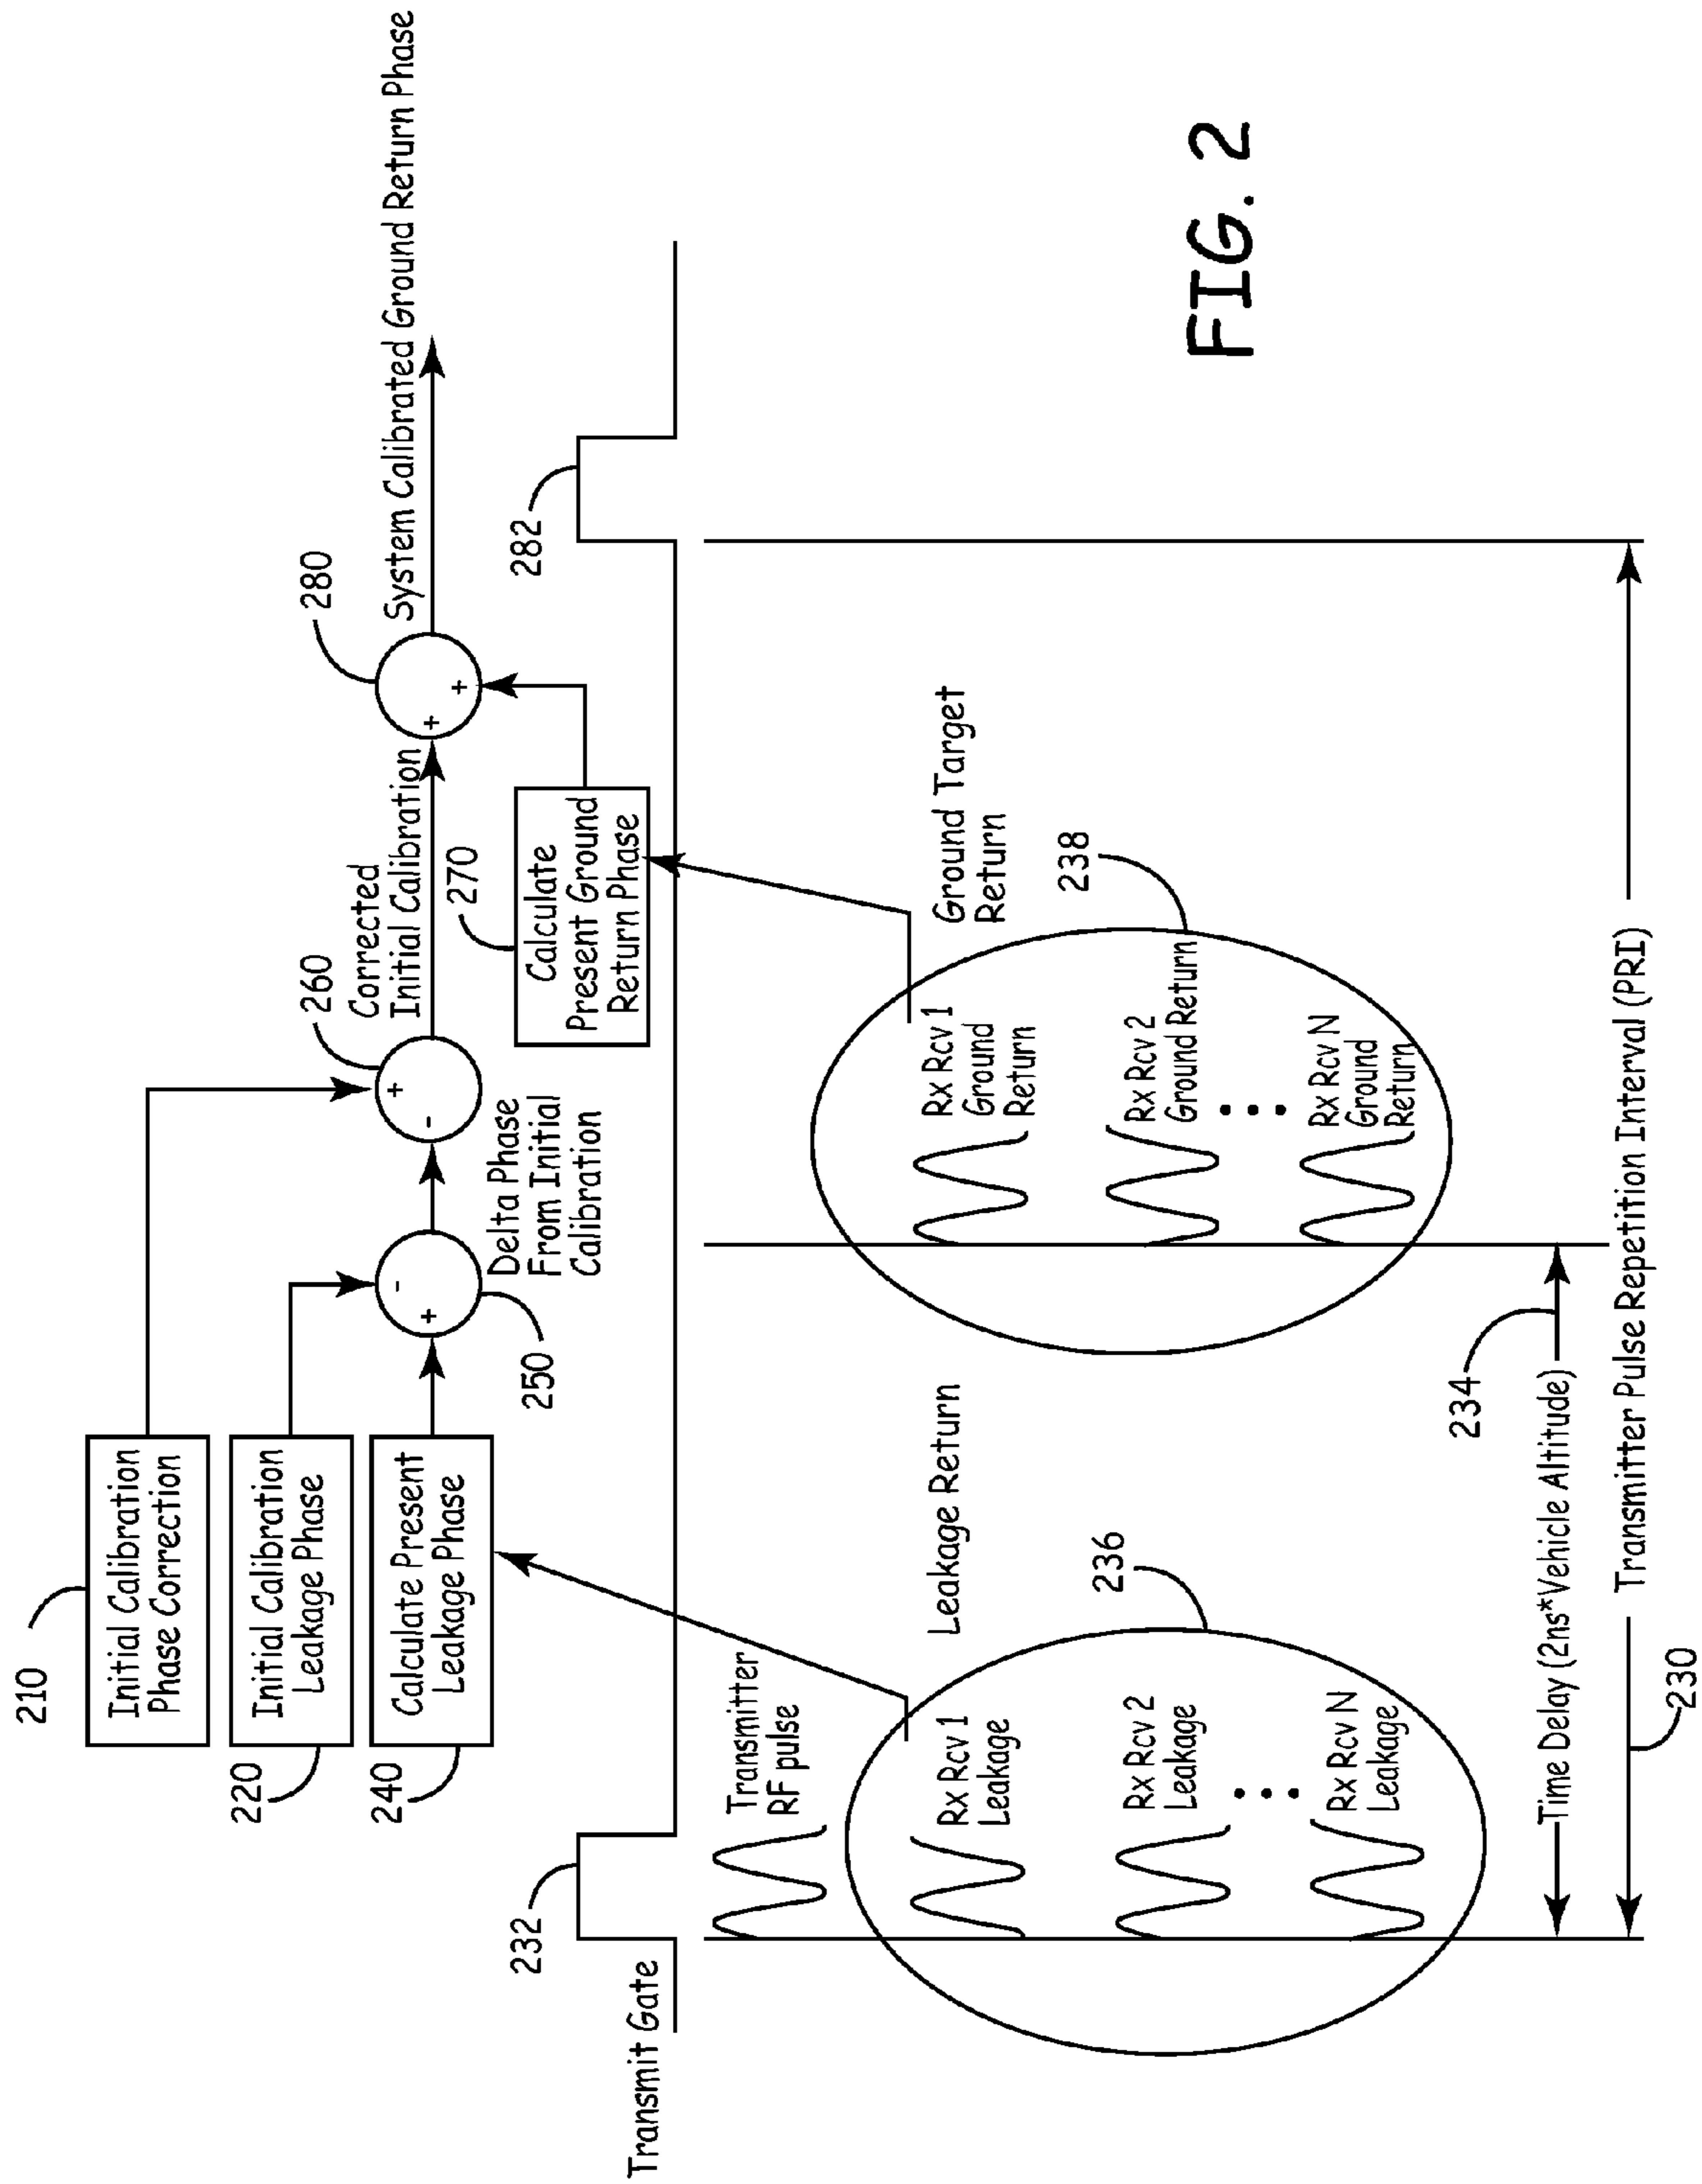 210
Initial Calibration
Phase Correction
220
Initial Calibration
Leakage Phase
240
Calculate Present
Leakage Phase
-
+
250
Delta Phase
From Initial
Calibration
260
+
-
Corrected
Initial Calibration
270
Calculate
Present Ground
Return Phase
280
+
+
System Calibrated Ground Return Phase
Transmit Gate
232
282
Transmitter
RF pulse
Leakage Return
236
Rx Rcv 1
Leakage
Rx Rcv 2
Leakage
Rx Rcv N
Leakage
Ground Target
Return
238
Rx Rcv 1
Ground
Return
Rx Rcv 2
Ground Return
Rx Rcv N
Ground
Return
234
Time Delay (2ns*Vehicle Altitude)
Transmitter Pulse Repetition Interval (PRI)
230
FIG. 2